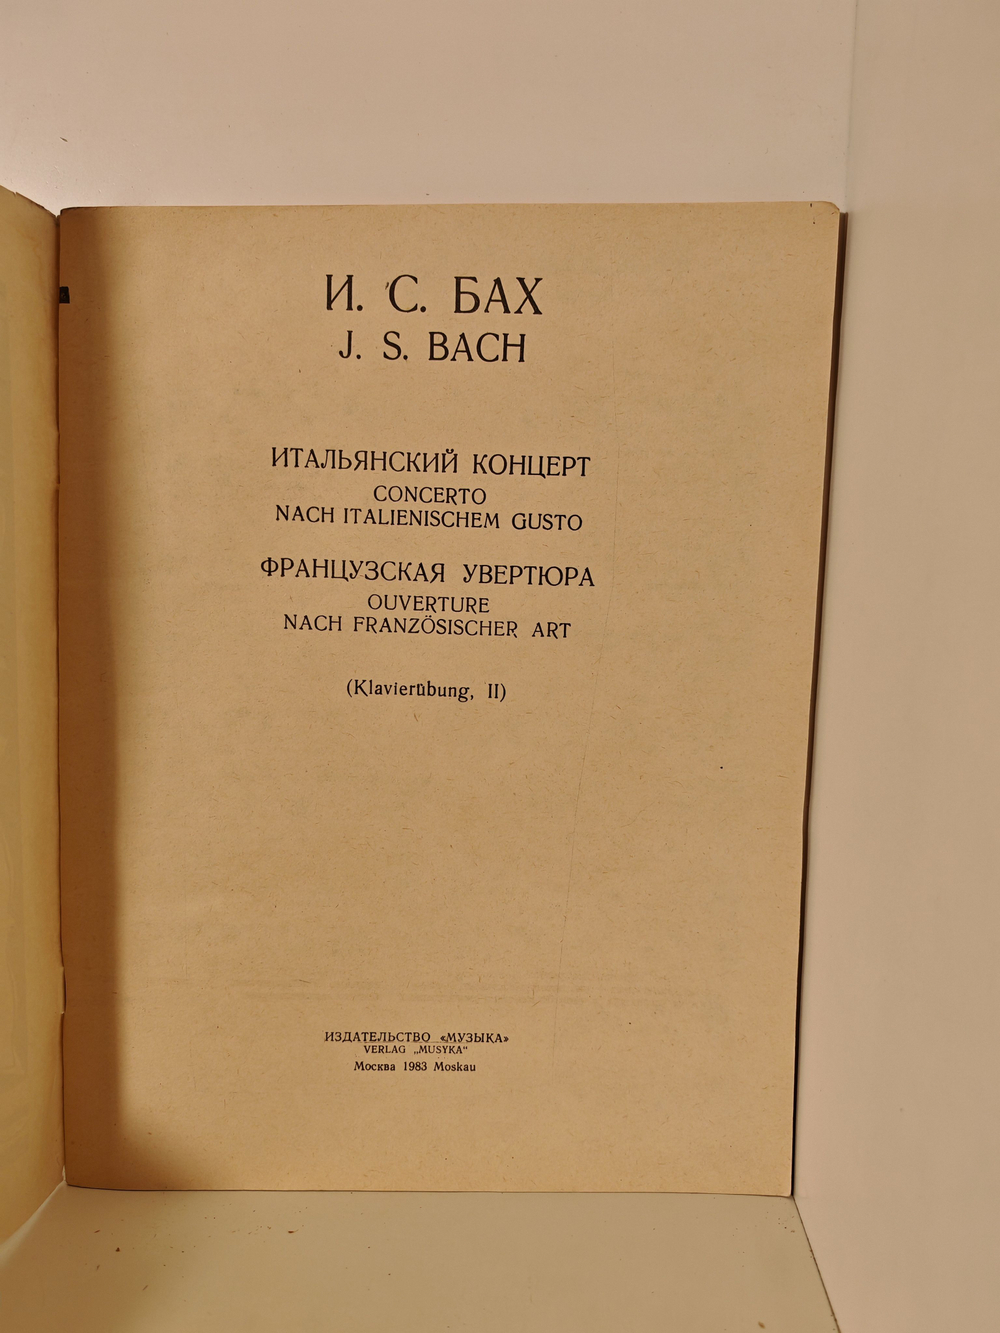 И. С. БАХ
J. S. BACH
ИТАЛЬЯНСКИЙ КОНЦЕРТ
CONCERTO
NACH ITALIENISCHEM GUSTO
ФРАНЦУЗСКАЯ УВЕРТЮРА
OUVERTURE
NACH FRANZÖSISCHER ART
(Klavierübung, II)
ИЗДАТЕЛЬСТВО «МУЗЫКА»
VERLAG „MUSYKA“
Москва 1983 Moskau